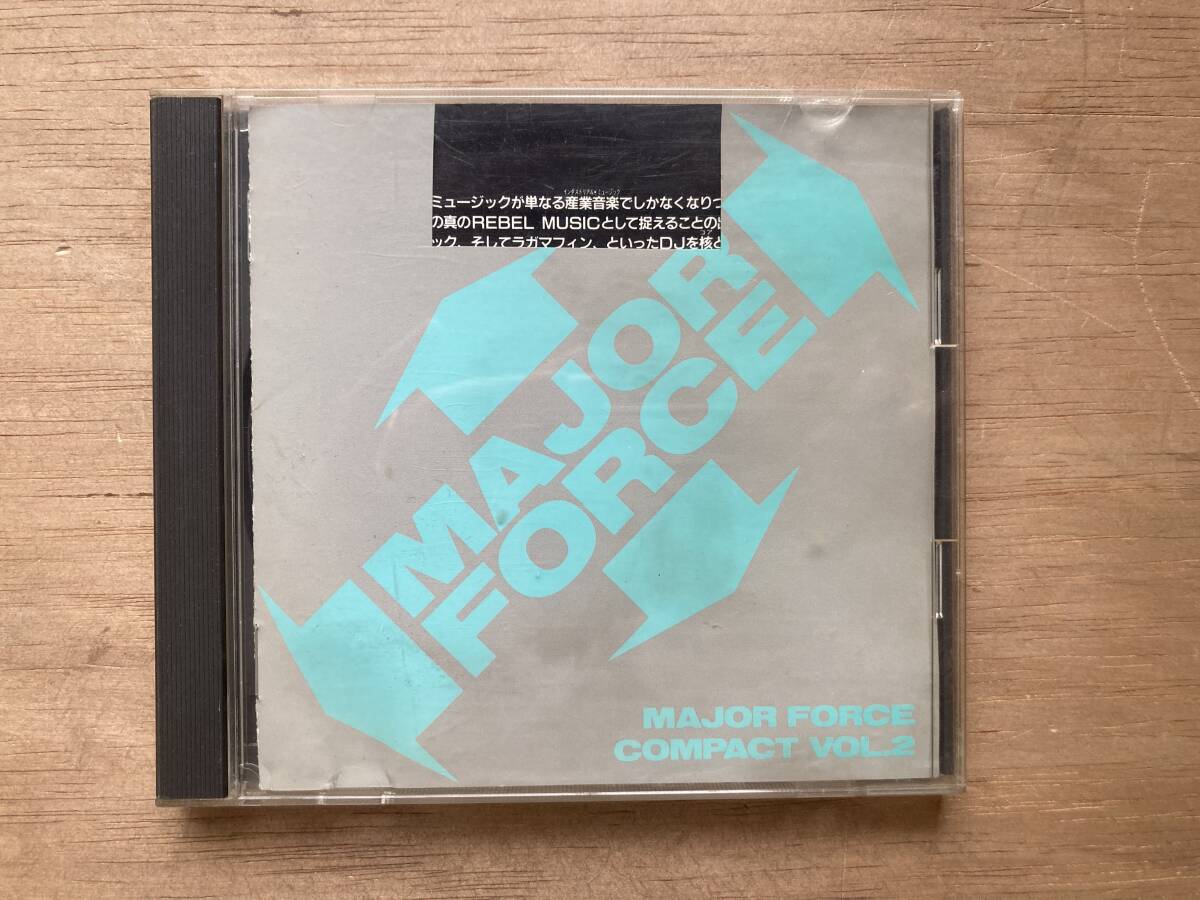 インダストリアル・ミュージック
ミュージックが単なる産業音楽でしかなくなりつ
の真のREBEL MUSICとして捉えることの
コア
ック、そしてラガマフィン、といったDJを核と
MAJOR
FORCE
MAJOR FORCE
COMPACT VOL.2